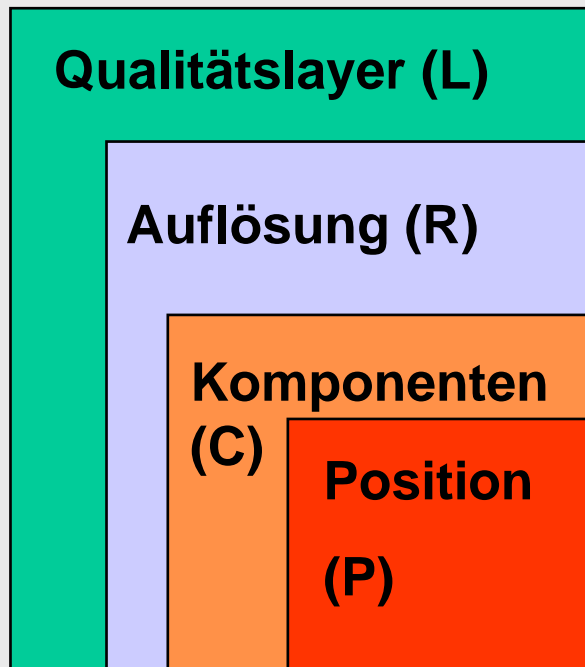 Qualitätslayer (L)
Auflösung (R)
Komponenten
(C)
Position
(P)